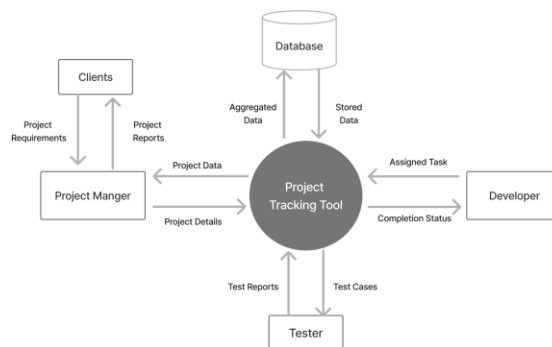 Database
Clients
Aggregated
Data
Stored
Data
Project
Requirements
Project
Reports
Project Data
Assigned Task
Project
Tracking Tool
Project Manger
Developer
Project Details
Completion Status
Test Reports
Test Cases
Tester